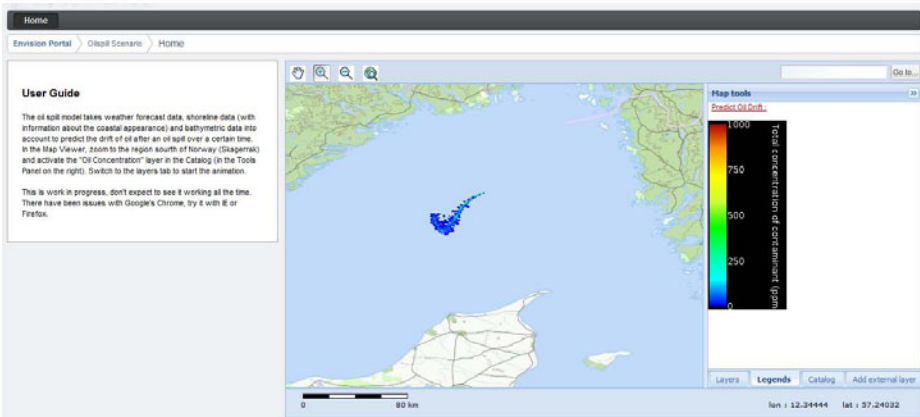 Home
Envision Portal Oilspill Scenario Home
User Guide
The oil spill model takes weather forecast data, shoreline data (with
information about the coastal appearance) and bathymetric data into
account to predict the drift of oil after an oil spill over a certain time.
In the Map Viewer, zoom to the region sourth of Norway (Skagerrak)
and activate the "Oil Concentration" layer in the Catalog (in the Tools
Panel on the right). Switch to the layers tab to start the animation.
This is work in progress, don't expect to see it working all the time.
There have been issues with Google's Chrome, try it with IE or
Firefox.
Go to...
Map tools
Predict Oil Drift :
1000
750
500
250
0
Total concentration of contaminant (ppm
Layers Legends Catalog Add external layer
0 80 km
lon : 12.34444 lat : 57.24032